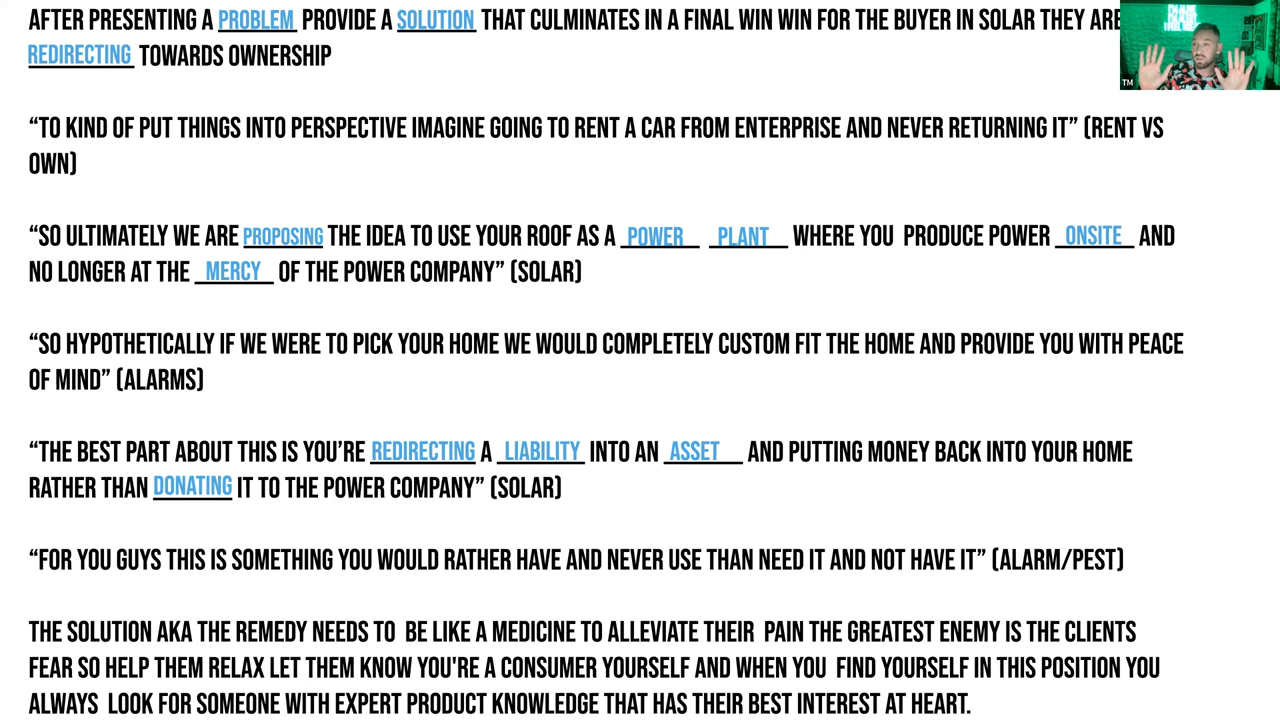 AFTER PRESENTING A PROBLEM PROVIDE A SOLUTION THAT CULMINATES IN A FINAL WIN WIN FOR THE BUYER IN SOLAR THEY ARE
REDIRECTING TOWARDS OWNERSHIP
“TO KIND OF PUT THINGS INTO PERSPECTIVE IMAGINE GOING TO RENT A CAR FROM ENTERPRISE AND NEVER RETURNING IT” (RENT VS
OWN)
“SO ULTIMATELY WE ARE PROPOSING THE IDEA TO USE YOUR ROOF AS A POWER PLANT WHERE YOU PRODUCE POWER ONSITE AND
NO LONGER AT THE MERCY OF THE POWER COMPANY” (SOLAR)
“SO HYPOTHETICALLY IF WE WERE TO PICK YOUR HOME WE WOULD COMPLETELY CUSTOM FIT THE HOME AND PROVIDE YOU WITH PEACE
OF MIND” (ALARMS)
“THE BEST PART ABOUT THIS IS YOU’RE REDIRECTING A LIABILITY INTO AN ASSET AND PUTTING MONEY BACK INTO YOUR HOME
RATHER THAN DONATING IT TO THE POWER COMPANY” (SOLAR)
“FOR YOU GUYS THIS IS SOMETHING YOU WOULD RATHER HAVE AND NEVER USE THAN NEED IT AND NOT HAVE IT” (ALARM/PEST)
THE SOLUTION AKA THE REMEDY NEEDS TO BE LIKE A MEDICINE TO ALLEVIATE THEIR PAIN THE GREATEST ENEMY IS THE CLIENTS
FEAR SO HELP THEM RELAX LET THEM KNOW YOU'RE A CONSUMER YOURSELF AND WHEN YOU FIND YOURSELF IN THIS POSITION YOU
ALWAYS LOOK FOR SOMEONE WITH EXPERT PRODUCT KNOWLEDGE THAT HAS THEIR BEST INTEREST AT HEART.
TM